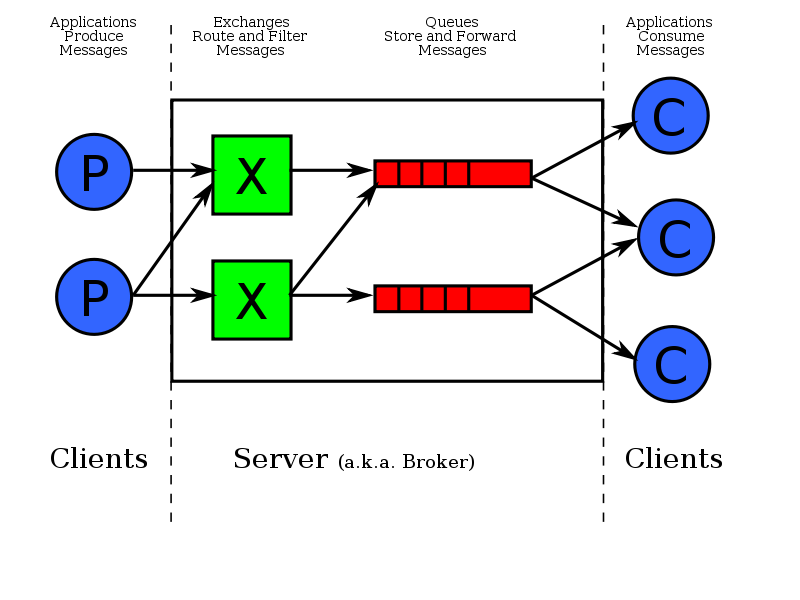 Applications
Produce
Messages
Exchanges
Route and Filter
Messages
Queues
Store and Forward
Messages
Applications
Consume
Messages
P
X
C
P
X
C
C
Clients
Server (a.k.a. Broker)
Clients